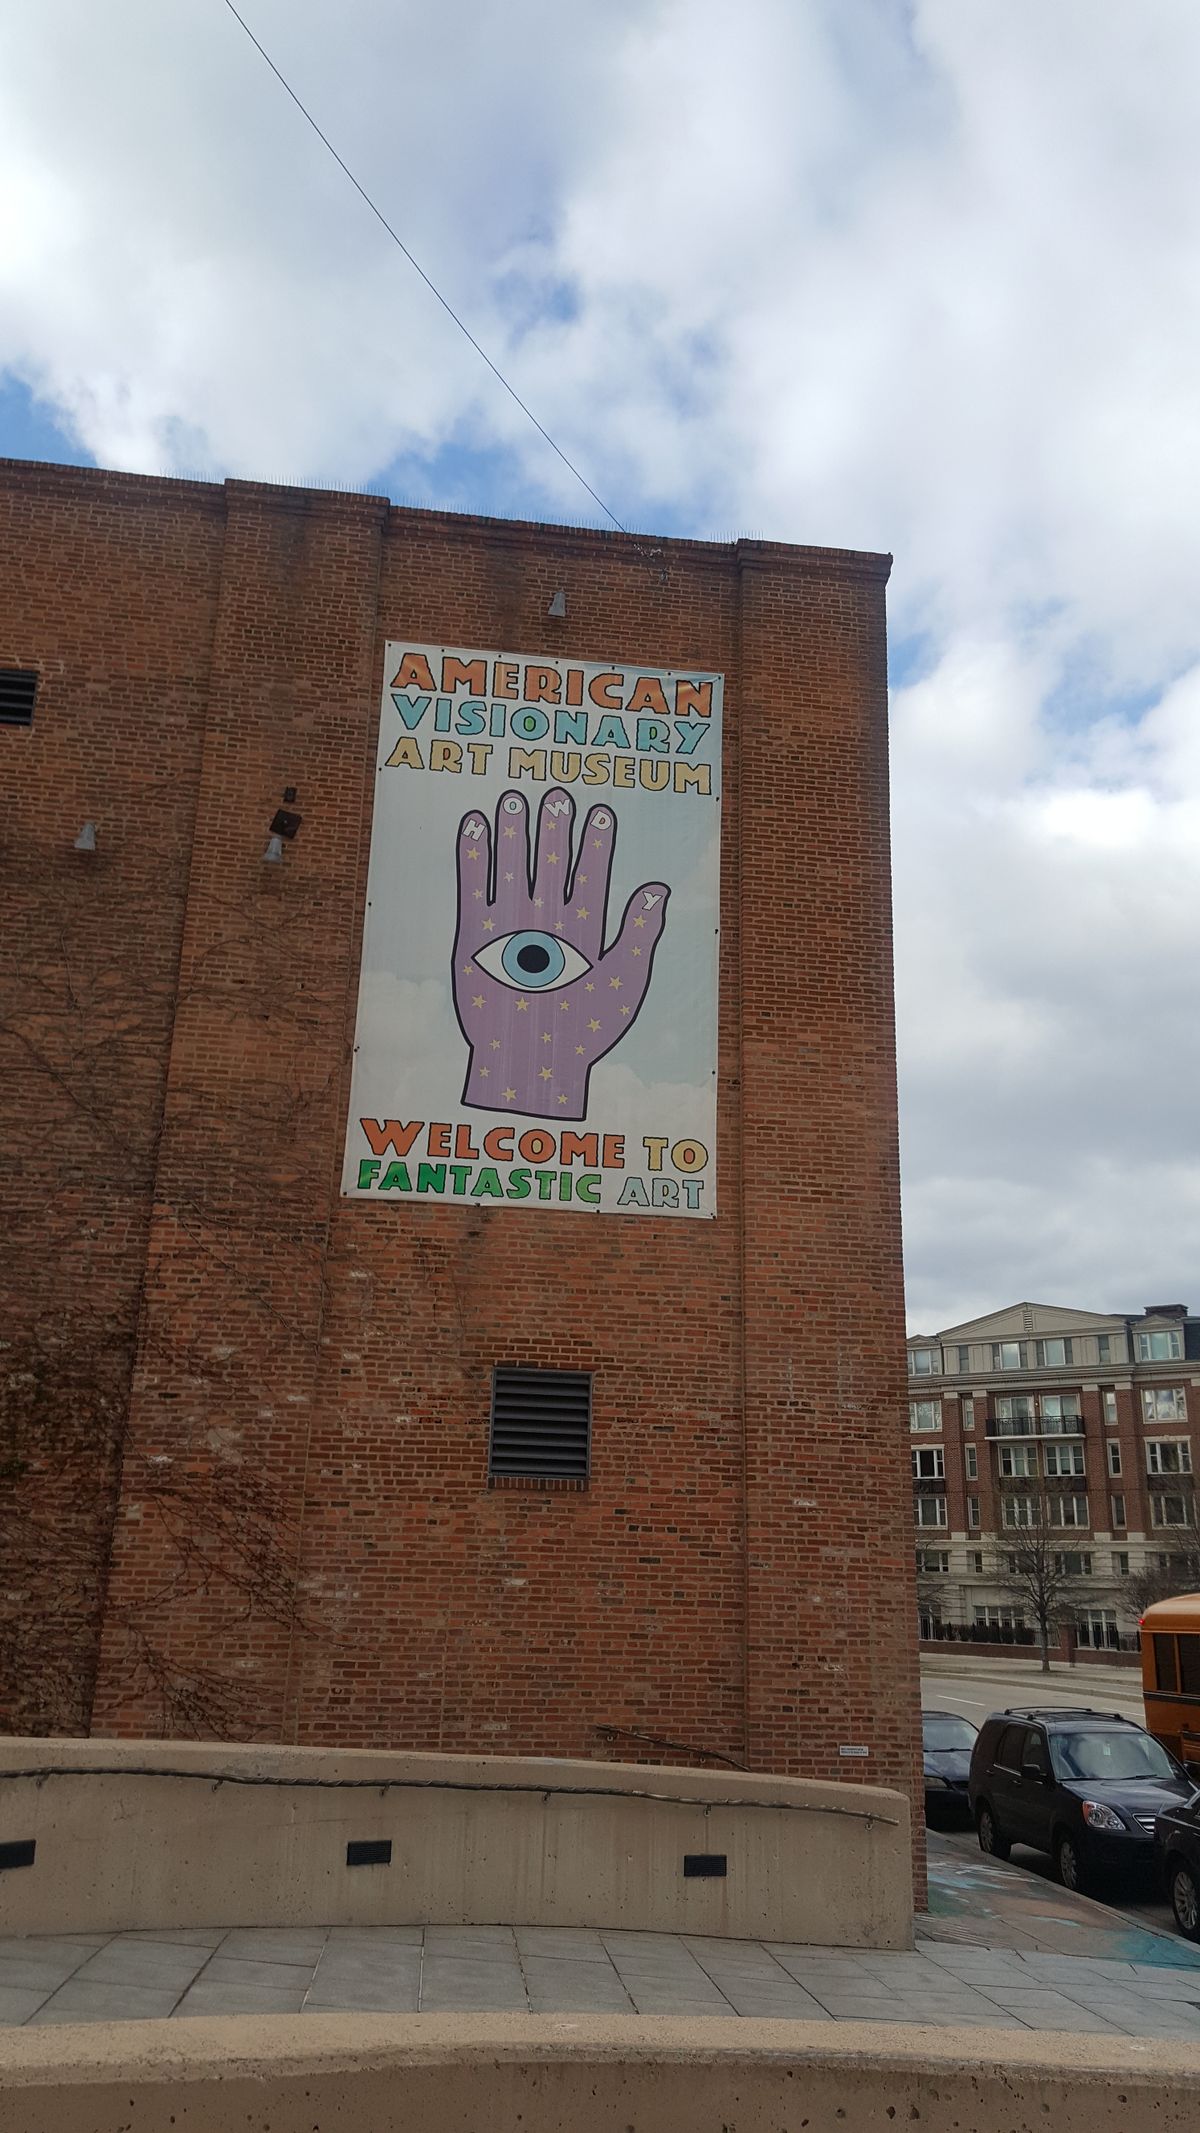 AMERICAN
VISIONARY
ART MUSEUM
HOWDY
WELCOME TO
FANTASTIC ART